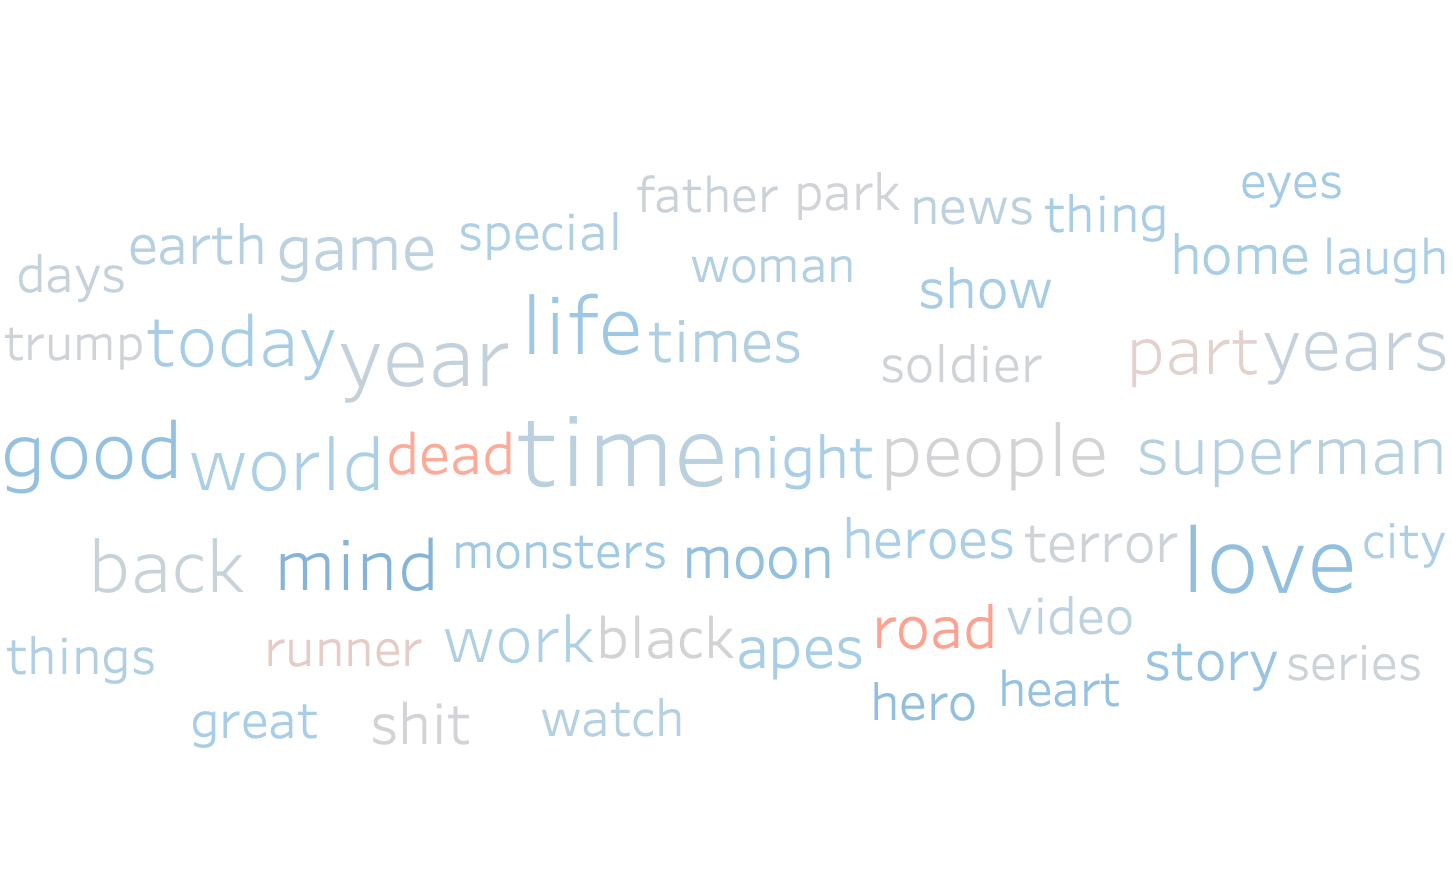 father park news thing eyes
days earth game special woman show home laugh
trump today year life times soldier part years
good world dead time night people superman
back mind monsters moon heroes terror love city
things runner work black apes road video story series
great shit watch hero heart